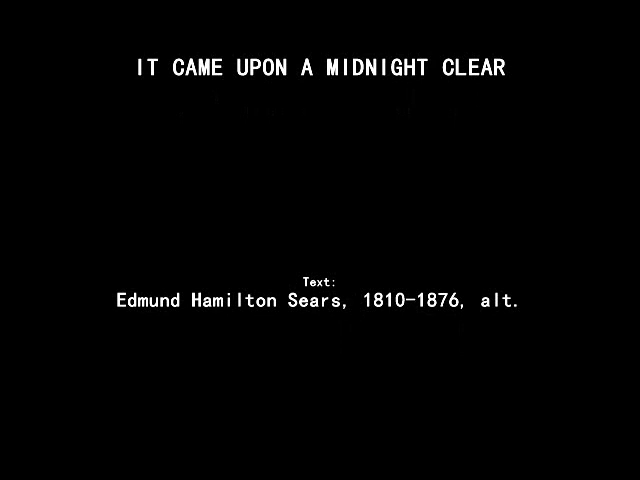 IT CAME UPON A MIDNIGHT CLEAR
Text:
Edmund Hamilton Sears, 1810-1876, alt.